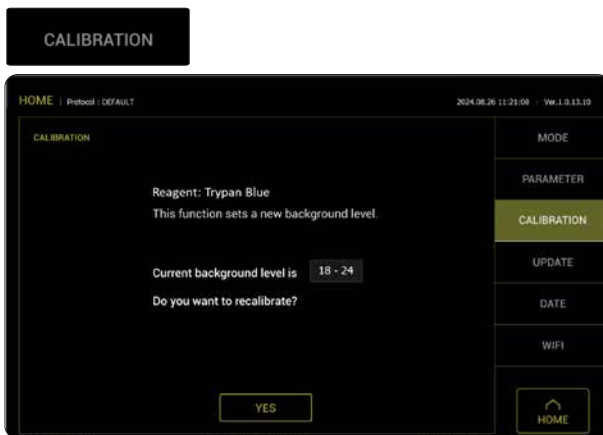 CALIBRATION
HOME | Protocol : DEFAULT 2024.08.26 11:21:08 / Ver.1.0.13.10
CALIBRATION
Reagent: Trypan Blue
This function sets a new background level.
Current background level is 18 - 24
Do you want to recalibrate?
YES
MODE
PARAMETER
CALIBRATION
UPDATE
DATE
WIFI
HOME